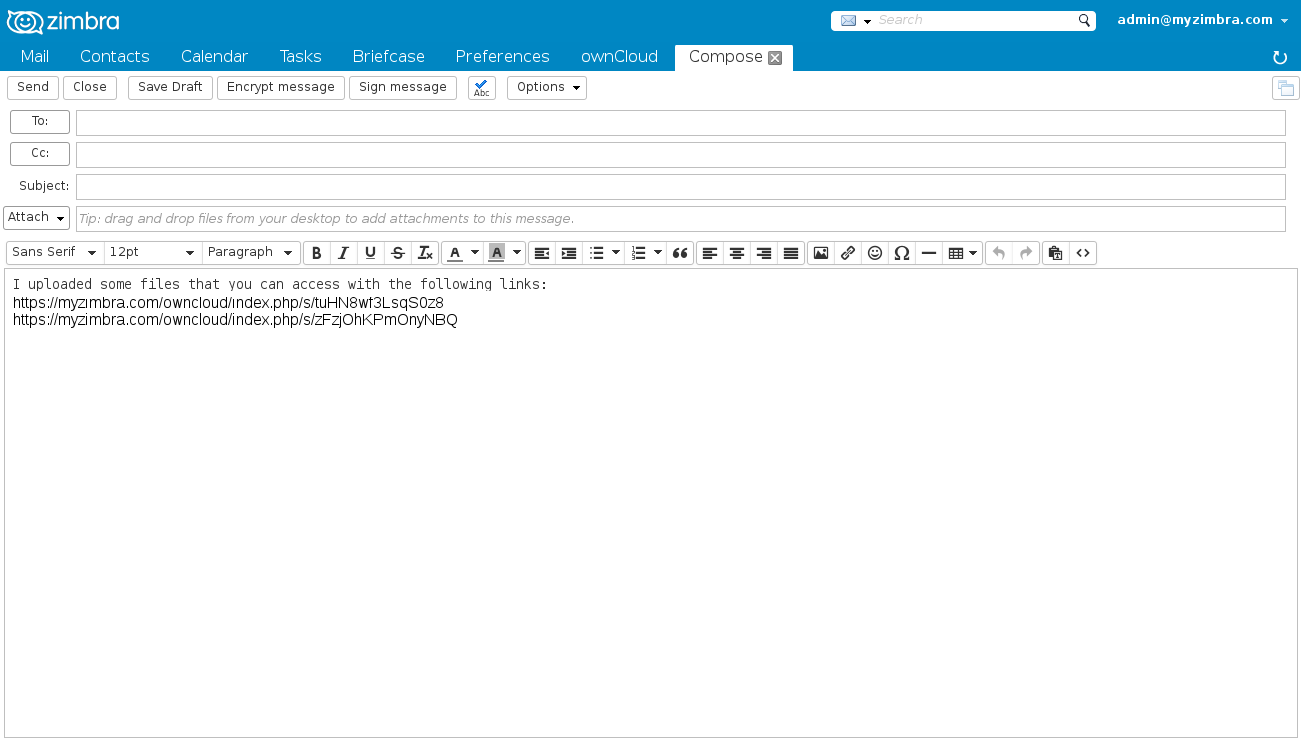 zimbra
Search
admin@myzimbra.com
Mail Contacts Calendar Tasks Briefcase Preferences ownCloud Compose
Send Close Save Draft Encrypt message Sign message Abc Options
To:
Cc:
Subject:
Attach Tip: drag and drop files from your desktop to add attachments to this message.
Sans Serif 12pt Paragraph B I U S Tx A A Ω
I uploaded some files that you can access with the following links:
https://myzimbra.com/owncloud/index.php/s/tuHN8wf3LsqS0z8
https://myzimbra.com/owncloud/index.php/s/zFzjOhKPmOnyNBQ